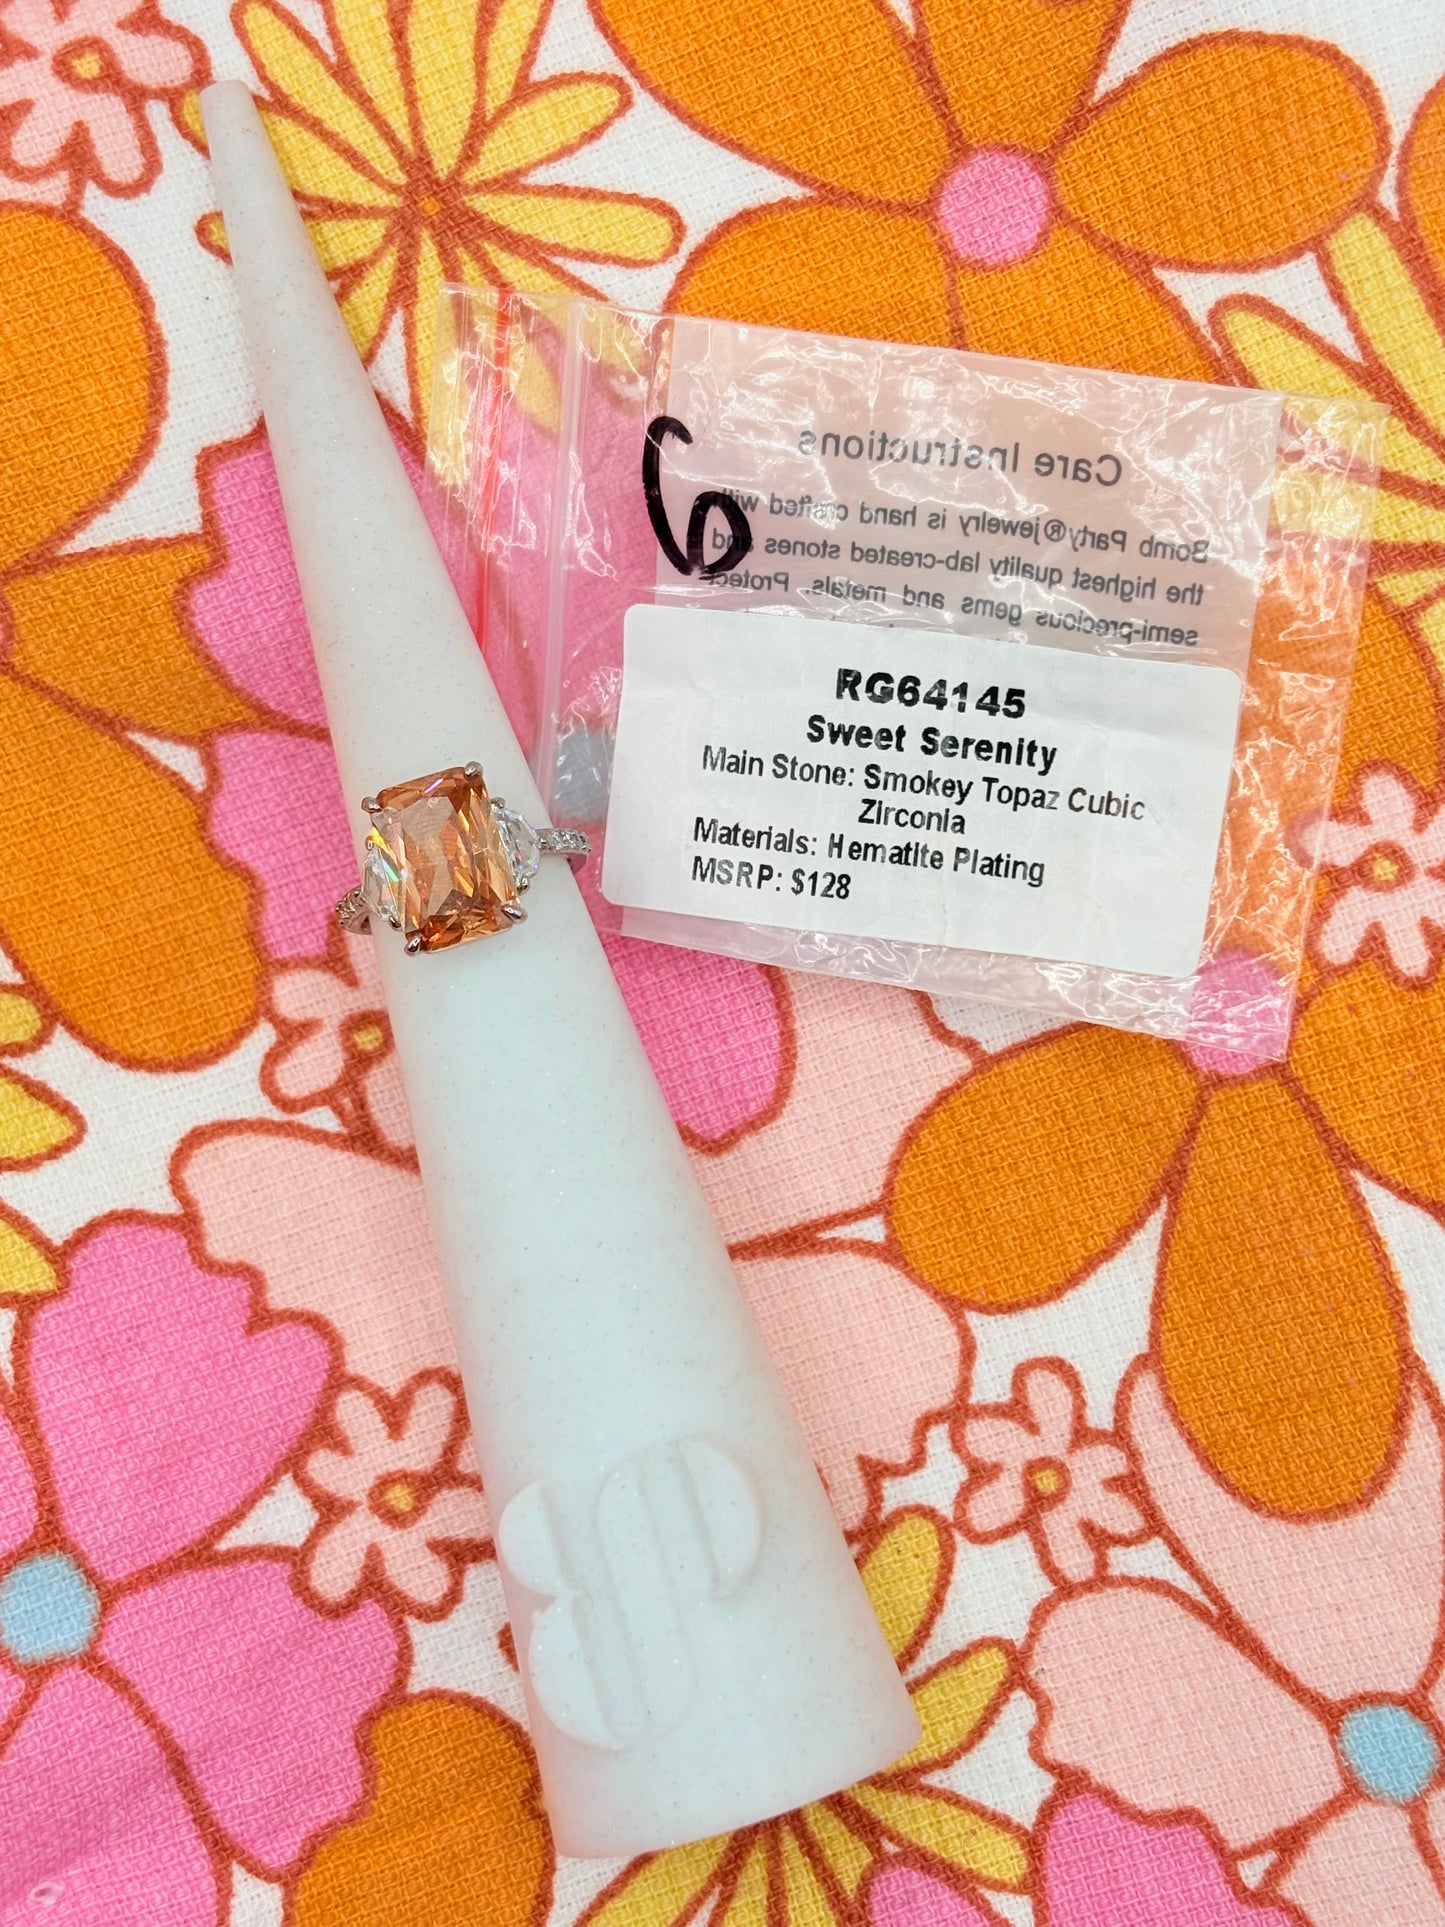 6
Care Instructions
Bomb Party® jewelry is hand crafted with
the highest quality lab-created stones and
semi-precious gems and metals. Protect
RG64145
Sweet Serenity
Main Stone: Smokey Topaz Cubic
Zirconia
Materials: Hematite Plating
MSRP: $128
BP